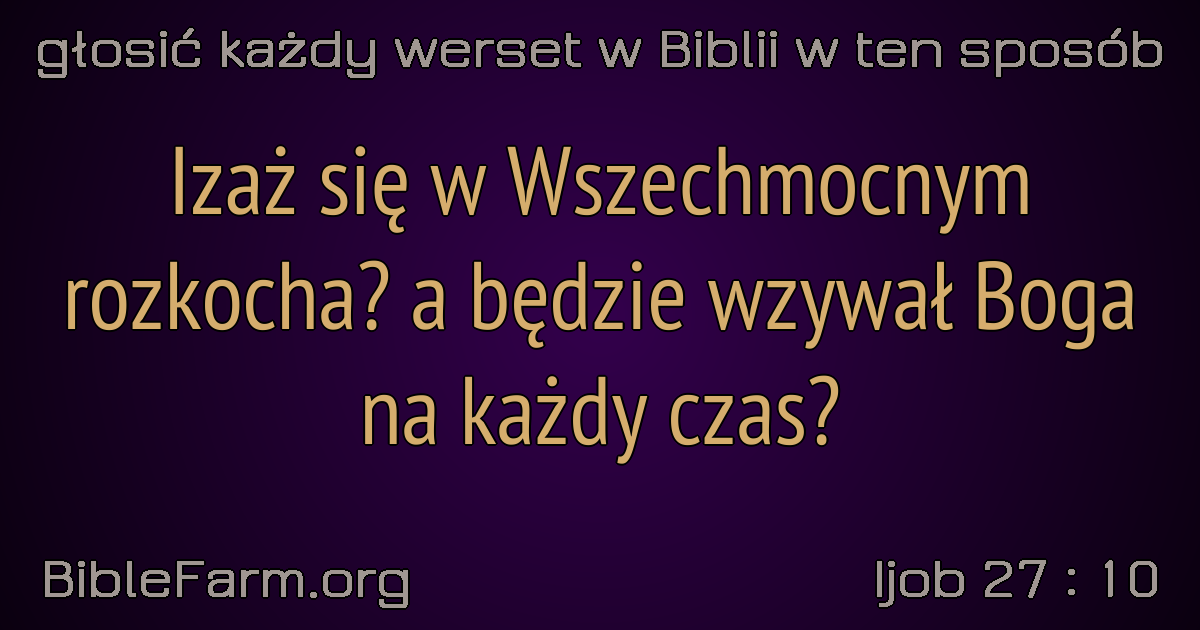 głosić każdy werset w Biblii w ten sposób
Izaż się w Wszechmocnym
rozkocha? a będzie wzywał Boga
na każdy czas?
BibleFarm.org
Ijob 27 : 10